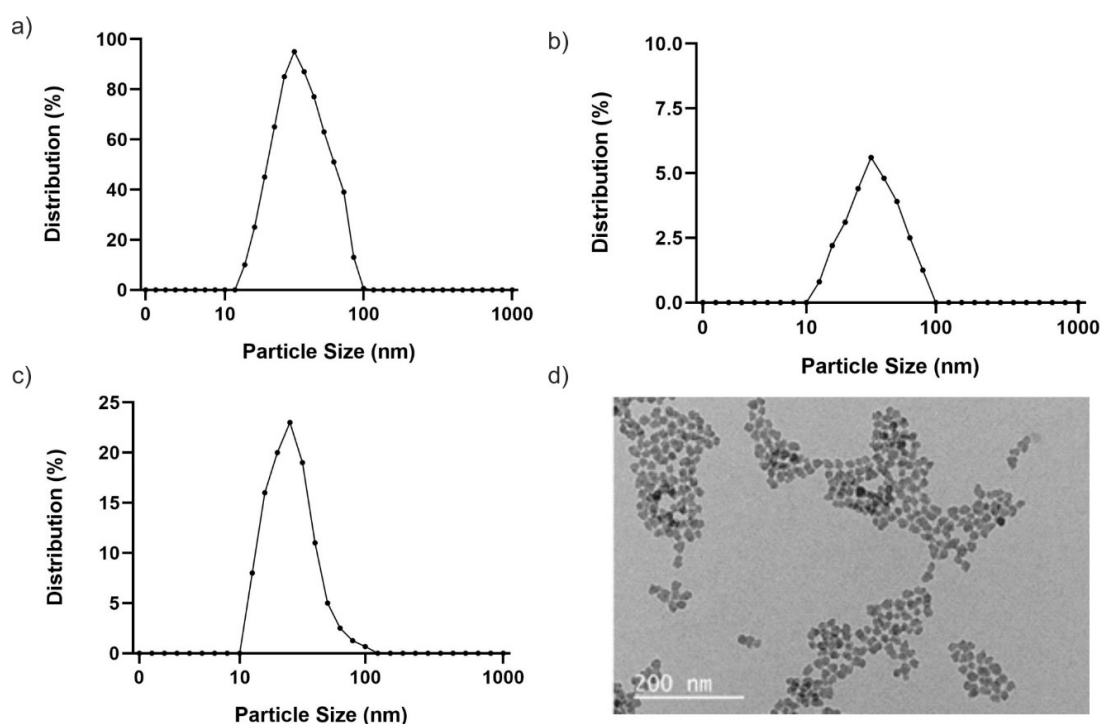 a)
100
80
60
40
20
0
Distribution (%)
0 10 100 1000
Particle Size (nm)
b)
10.0
7.5
5.0
2.5
0.0
Distribution (%)
0 10 100 1000
Particle Size (nm)
c)
25
20
15
10
5
0
Distribution (%)
0 10 100 1000
Particle Size (nm)
d)
200 nm